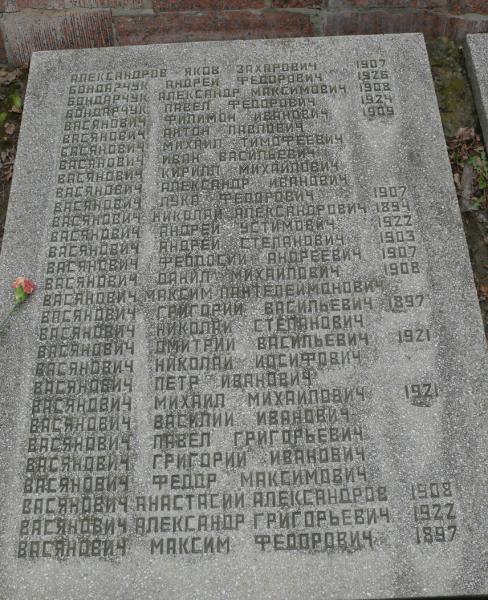 АЛЕКСАНДРОВ ЯКОВ ЗАХАРОВИЧ 1907
БОНДАРЧУК АНДРЕЙ ФЕДОРОВИЧ 1926
БОНДАРЧУК АЛЕКСАНДР МАКСИМОВИЧ 1908
БОНДАРЧУК ПАВЕЛ ФЕДОРОВИЧ 1924
ВАСЯНОВИЧ ФИЛИМОН ИВАНОВИЧ 1909
ВАСЯНОВИЧ АНТОН ПАВЛОВИЧ
ВАСЯНОВИЧ МИХАИЛ ТИМОФЕЕВИЧ
ВАСЯНОВИЧ ИВАН ВАСИЛЬЕВИЧ
ВАСЯНОВИЧ КИРИЛЛ МИХАЙЛОВИЧ
ВАСЯНОВИЧ АЛЕКСАНДР ИВАНОВИЧ
ВАСЯНОВИЧ ЛУКА ФЕДОРОВИЧ 1907
ВАСЯНОВИЧ НИКОЛАЙ АЛЕКСАНДРОВИЧ 1894
ВАСЯНОВИЧ АНДРЕЙ УСТИМОВИЧ 1922
ВАСЯНОВИЧ АНДРЕЙ СТЕПАНОВИЧ 1903
ВАСЯНОВИЧ ФЕОДОСИЙ АНДРЕЕВИЧ 1907
ВАСЯНОВИЧ ДАНИЛ МИХАЙЛОВИЧ 1908
ВАСЯНОВИЧ МАКСИМ ПАНТЕЛЕИМОНОВИЧ
ВАСЯНОВИЧ ГРИГОРИЙ ВАСИЛЬЕВИЧ 1897
ВАСЯНОВИЧ НИКОЛАЙ СТЕПАНОВИЧ
ВАСЯНОВИЧ ДМИТРИЙ ВАСИЛЬЕВИЧ 1921
ВАСЯНОВИЧ НИКОЛАЙ ИОСИФОВИЧ
ВАСЯНОВИЧ ПЕТР ИВАНОВИЧ
ВАСЯНОВИЧ МИХАИЛ МИХАЙЛОВИЧ 1921
ВАСЯНОВИЧ ВАСИЛИЙ ИВАНОВИЧ
ВАСЯНОВИЧ ПАВЕЛ ГРИГОРЬЕВИЧ
ВАСЯНОВИЧ ГРИГОРИЙ ИВАНОВИЧ
ВАСЯНОВИЧ ФЕДОР МАКСИМОВИЧ
ВАСЯНОВИЧ АНАСТАСИЙ АЛЕКСАНДРОВ 1908
ВАСЯНОВИЧ АЛЕКСАНДР ГРИГОРЬЕВИЧ 1922
ВАСЯНОВИЧ МАКСИМ ФЕДОРОВИЧ 1897